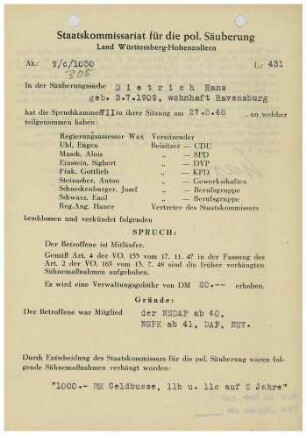 Staatskommissariat für die pol. Säuberung
Land Württemberg-Hohenzollern
Az.: 9/o/1050 L: 431
305
In der Säuberungssache Dietrich Hans
geb. 3.7.1909, wohnhaft Ravensburg
hat die Spruchkammer VII in ihrer Sitzung am 27.8.48, an welcher
teilgenommen haben:
Regierungsassessor Wax Vorsitzender
Uhl, Eugen Beisitzer — CDU
Maach, Alois „ — SPD
Einstein, Sigbert „ — DVP
Fink, Gottlieb „ — KPD
Steinacher, Anton „ — Gewerkschaften
Schneckenburger, Josef „ — Berufsgruppe
Schwarz, Emil „ — Berufsgruppe
Reg.Ang. Hauer Vertreter des Staatskommissars
beschlossen und verkündet folgenden
SPRUCH:
Der Betroffene ist Mitläufer.
Gemäß Art. 4 der VO. 133 vom 17. 11. 47 in der Fassung des
Art. 2 der VO. 165 vom 13. 7. 48 sind die früher verhängten
Sühnemaßnahmen aufgehoben.
Es wird eine Verwaltungsgebühr von DM 20.-- erhoben.
Gründe:
Der Betroffene war Mitglied der NSDAP ab 40,
NSFK ab 41, DAF, NSV.
Durch Entscheidung des Staatskommissars für die pol. Säuberung waren fol-
gende Sühnemaßnahmen verhängt worden:
"1000.- RM Geldbusse, 11b u. 11c auf 2 Jahre"